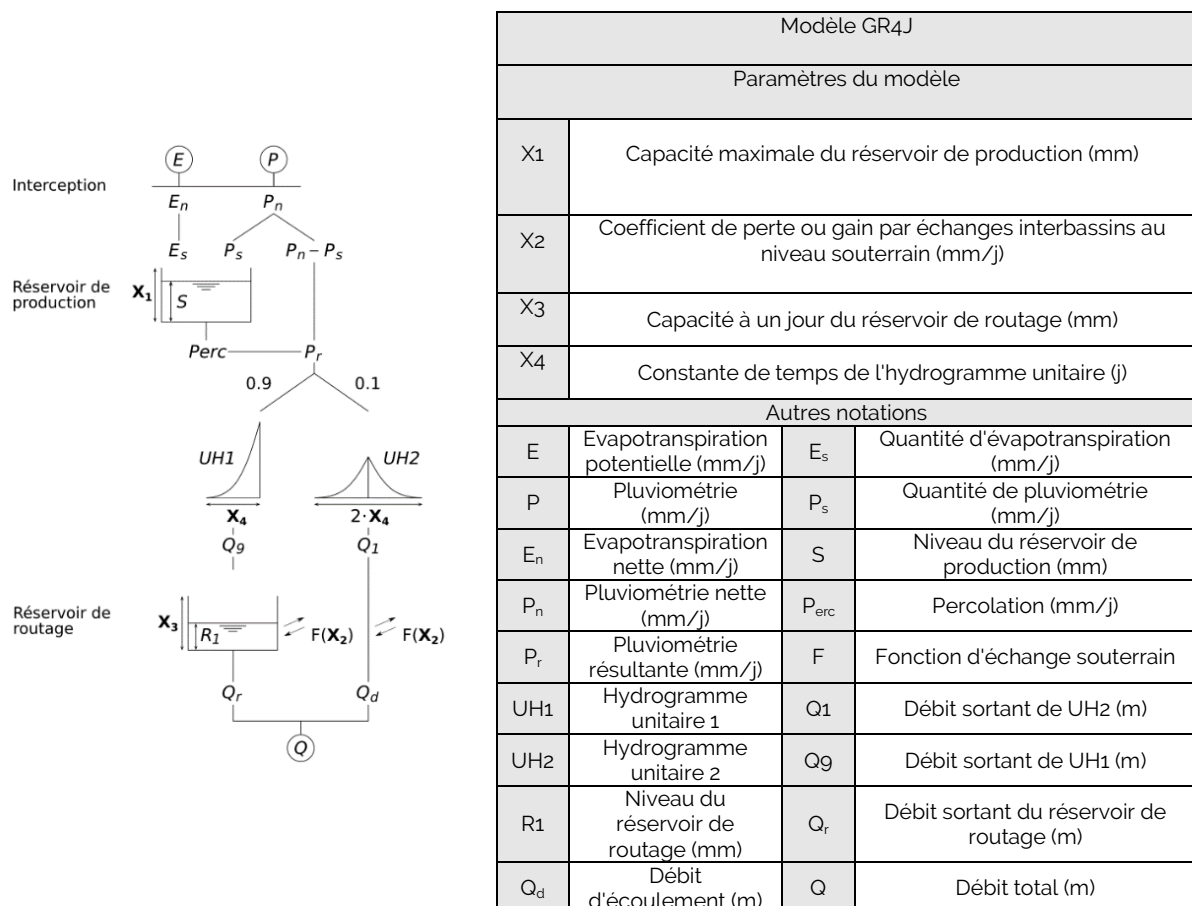 E P
Interception
En Pn
Es Ps Pn – Ps
Réservoir de
production
X1 S
Perc Pr
0.9 0.1
UH1 UH2
X4 2·X4
Q9 Q1
Réservoir de
routage
X3 R1 F(X2) F(X2)
Qr Qd
Q
Modèle GR4J
Paramètres du modèle
X1 Capacité maximale du réservoir de production (mm)
X2 Coefficient de perte ou gain par échanges interbassins au
niveau souterrain (mm/j)
X3 Capacité à un jour du réservoir de routage (mm)
X4 Constante de temps de l'hydrogramme unitaire (j)
Autres notations
E Evapotranspiration
potentielle (mm/j)
Es Quantité d'évapotranspiration
(mm/j)
P Pluviométrie
(mm/j)
Ps Quantité de pluviométrie
(mm/j)
En Evapotranspiration
nette (mm/j)
S Niveau du réservoir de
production (mm)
Pn Pluviométrie nette
(mm/j)
Perc Percolation (mm/j)
Pr Pluviométrie
résultante (mm/j)
F Fonction d'échange souterrain
UH1 Hydrogramme
unitaire 1
Q1 Débit sortant de UH2 (m)
UH2 Hydrogramme
unitaire 2
Q9 Débit sortant de UH1 (m)
R1 Niveau du
réservoir de
routage (mm)
Qr Débit sortant du réservoir de
routage (m)
Qd Débit
d'écoulement (m)
Q Débit total (m)